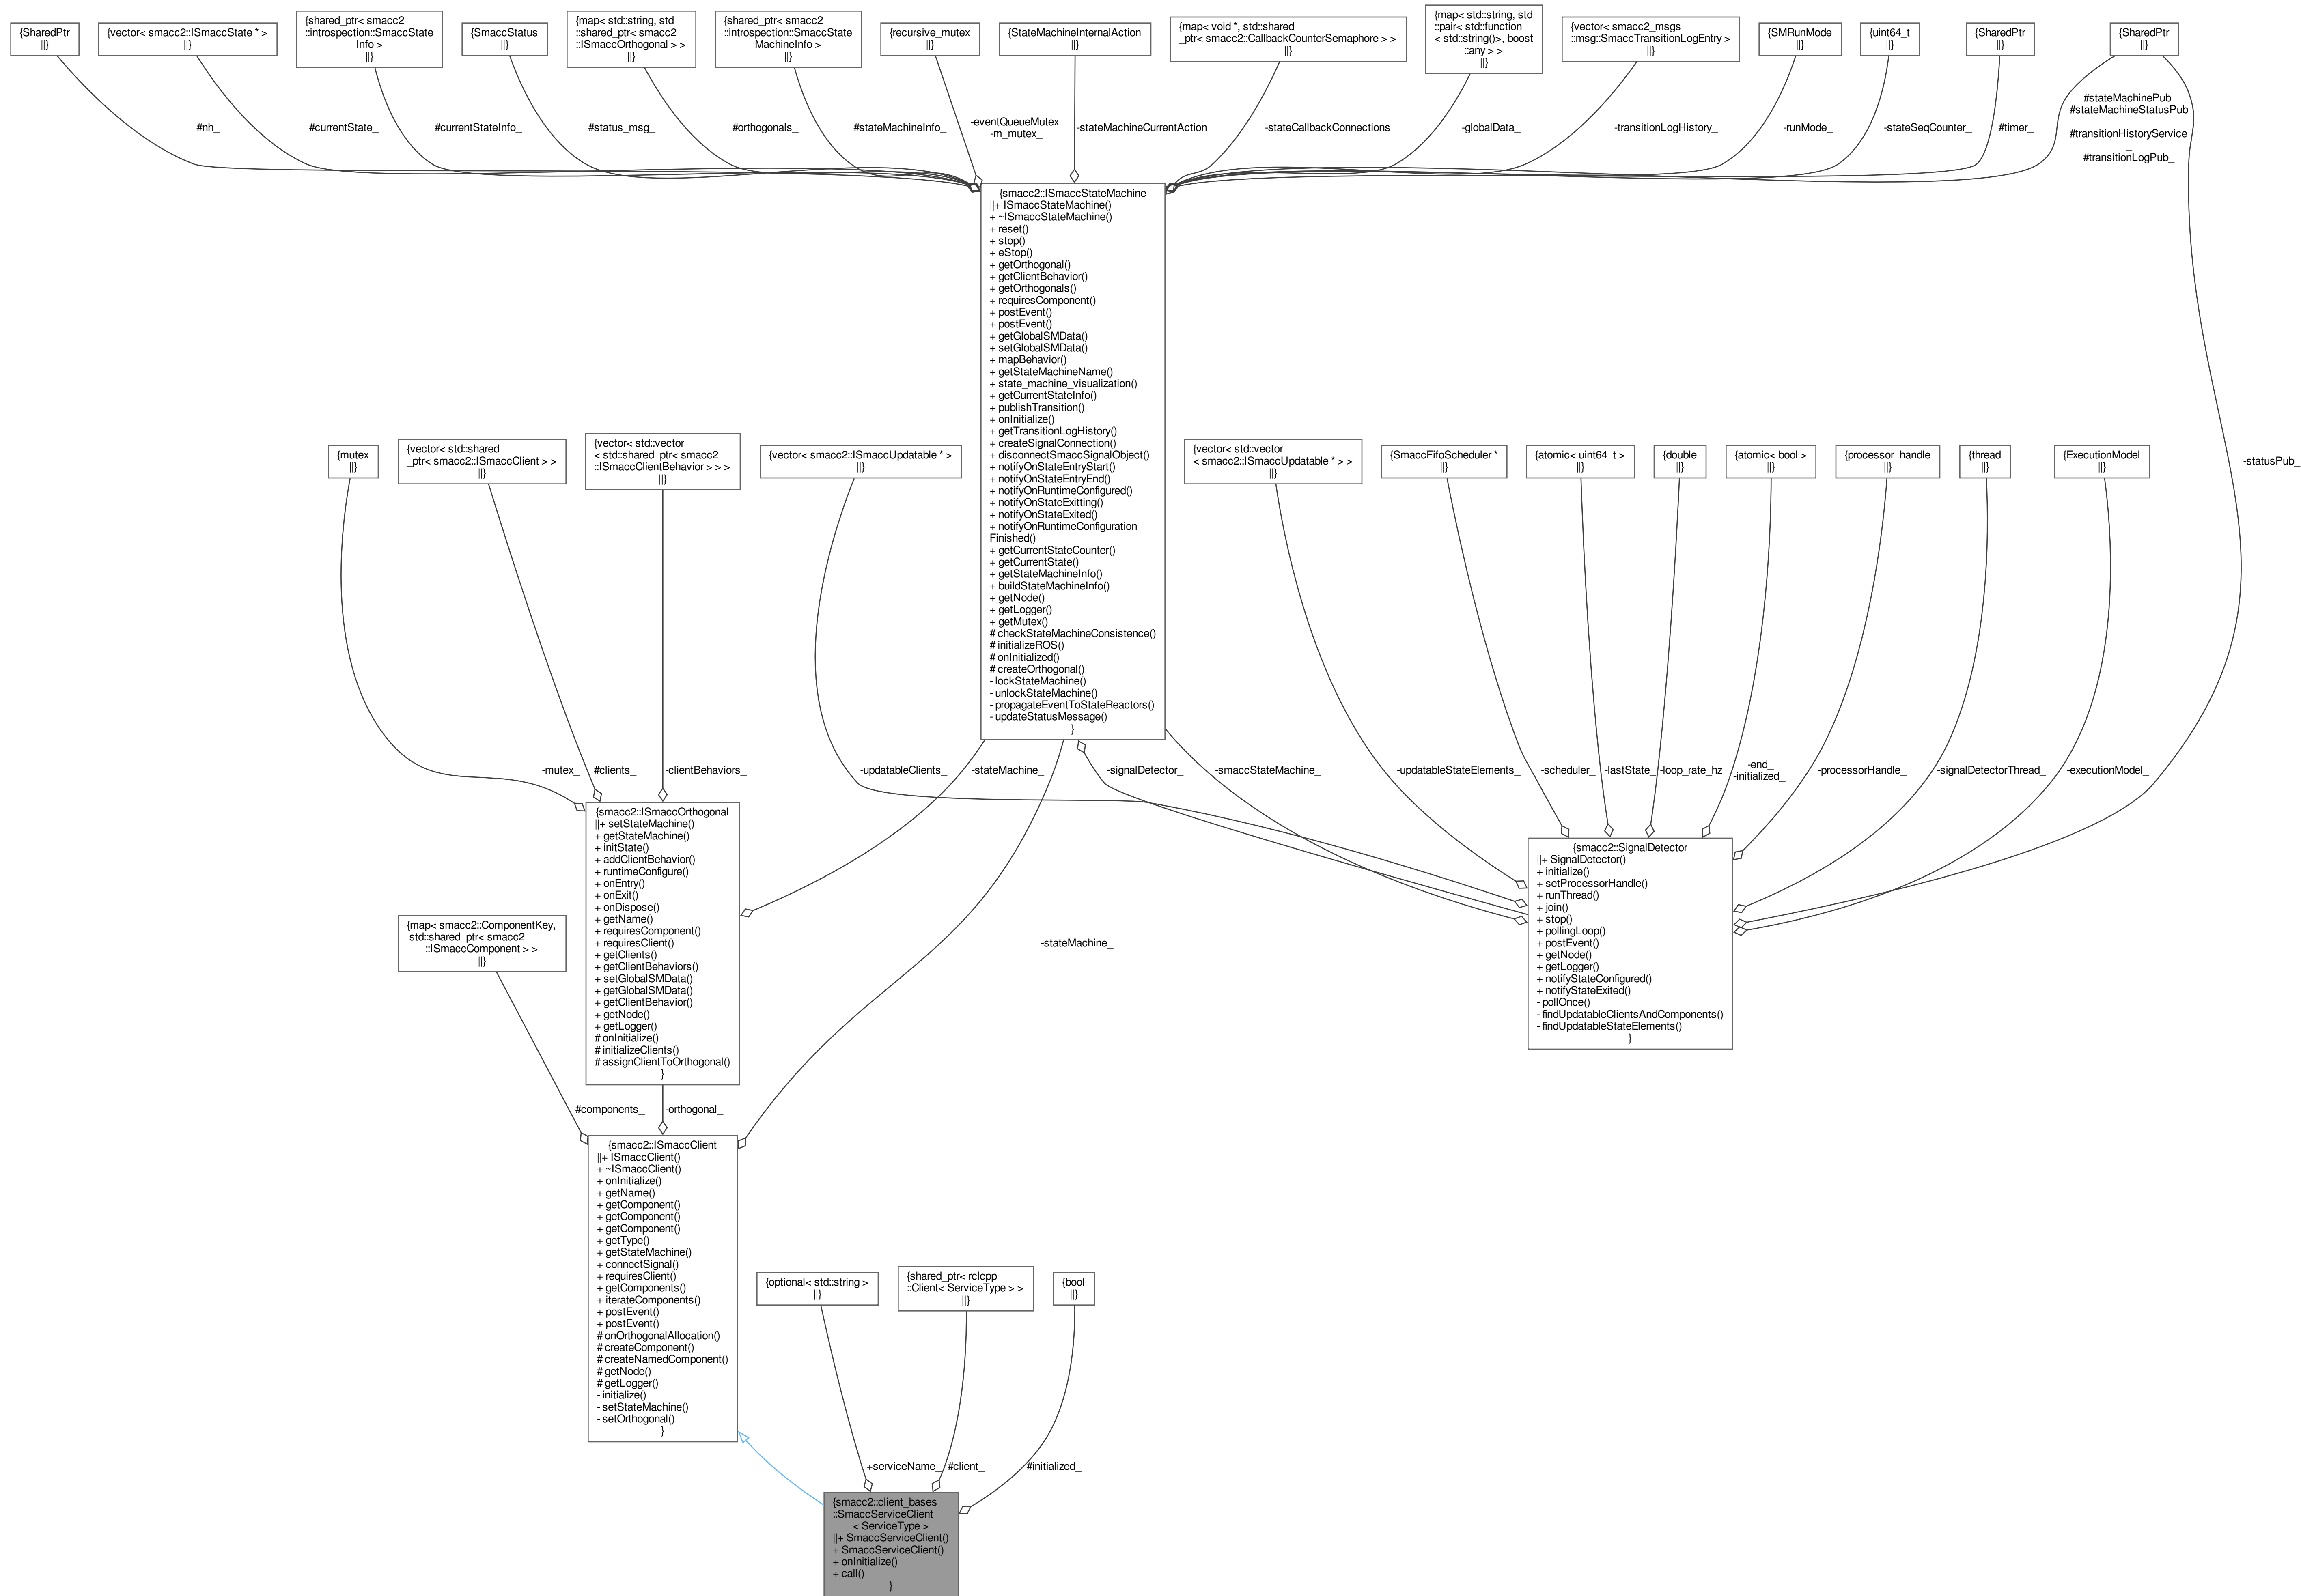 {SharedPtr
||}
{vector< smacc2::ISmaccState * >
||}
{shared_ptr< smacc2
::introspection::SmaccState
Info >
||}
{SmaccStatus
||}
{map< std::string, std
::shared_ptr< smacc2
::ISmaccOrthogonal > >
||}
{shared_ptr< smacc2
::introspection::SmaccState
MachineInfo >
||}
{recursive_mutex
||}
{StateMachineInternalAction
||}
{map< void *, std::shared
_ptr< smacc2::CallbackCounterSemaphore > >
||}
{map< std::string, std
::pair< std::function
< std::string()>, boost
::any > >
||}
{vector< smacc2_msgs
::msg::SmaccTransitionLogEntry >
||}
{SMRunMode
||}
{uint64_t
||}
{SharedPtr
||}
{SharedPtr
||}
#nh_
#currentState_
#currentStateInfo_
#status_msg_
#orthogonals_
#stateMachineInfo_
-eventQueueMutex_
-m_mutex_
-stateMachineCurrentAction
-stateCallbackConnections
-globalData_
-transitionLogHistory_
-runMode_
-stateSeqCounter_
#timer_
#stateMachinePub_
#stateMachineStatusPub
_
#transitionHistoryService
_
#transitionLogPub_
{smacc2::ISmaccStateMachine
||+ ISmaccStateMachine()
+ ~ISmaccStateMachine()
+ reset()
+ stop()
+ eStop()
+ getOrthogonal()
+ getClientBehavior()
+ getOrthogonals()
+ requiresComponent()
+ postEvent()
+ postEvent()
+ getGlobalSMData()
+ setGlobalSMData()
+ mapBehavior()
+ getStateMachineName()
+ state_machine_visualization()
+ getCurrentStateInfo()
+ publishTransition()
+ onInitialize()
+ getTransitionLogHistory()
+ createSignalConnection()
+ disconnectSmaccSignalObject()
+ notifyOnStateEntryStart()
+ notifyOnStateEntryEnd()
+ notifyOnRuntimeConfigured()
+ notifyOnStateExitting()
+ notifyOnStateExited()
+ notifyOnRuntimeConfiguration
Finished()
+ getCurrentStateCounter()
+ getCurrentState()
+ getStateMachineInfo()
+ buildStateMachineInfo()
+ getNode()
+ getLogger()
+ getMutex()
# checkStateMachineConsistence()
# initializeROS()
# onInitialized()
# createOrthogonal()
- lockStateMachine()
- unlockStateMachine()
- propagateEventToStateReactors()
- updateStatusMessage()
}
{mutex
||}
{vector< std::shared
_ptr< smacc2::ISmaccClient > >
||}
{vector< std::vector
< std::shared_ptr< smacc2
::ISmaccClientBehavior > > >
||}
{vector< smacc2::ISmaccUpdatable * >
||}
{vector< std::vector
< smacc2::ISmaccUpdatable * > >
||}
{SmaccFifoScheduler *
||}
{atomic< uint64_t >
||}
{double
||}
{atomic< bool >
||}
{processor_handle
||}
{thread
||}
{ExecutionModel
||}
-statusPub_
-mutex_
#clients_
-clientBehaviors_
-updatableClients_
-stateMachine_
-signalDetector_
-smaccStateMachine_
-updatableStateElements_
-scheduler_
-lastState_
-loop_rate_hz
-end_
-initialized_
-processorHandle_
-signalDetectorThread_
-executionModel_
{smacc2::ISmaccOrthogonal
||+ setStateMachine()
+ getStateMachine()
+ initState()
+ addClientBehavior()
+ runtimeConfigure()
+ onEntry()
+ onExit()
+ onDispose()
+ getName()
+ requiresComponent()
+ requiresClient()
+ getClients()
+ getClientBehaviors()
+ setGlobalSMData()
+ getGlobalSMData()
+ getClientBehavior()
+ getNode()
+ getLogger()
# onInitialize()
# initializeClients()
# assignClientToOrthogonal()
}
{smacc2::SignalDetector
||+ SignalDetector()
+ initialize()
+ setProcessorHandle()
+ runThread()
+ join()
+ stop()
+ pollingLoop()
+ postEvent()
+ getNode()
+ getLogger()
+ notifyStateConfigured()
+ notifyStateExited()
- pollOnce()
- findUpdatableClientsAndComponents()
- findUpdatableStateElements()
}
{map< smacc2::ComponentKey,
std::shared_ptr< smacc2
::ISmaccComponent > >
||}
-stateMachine_
#components_
-orthogonal_
{smacc2::ISmaccClient
||+ ISmaccClient()
+ ~ISmaccClient()
+ onInitialize()
+ getName()
+ getComponent()
+ getComponent()
+ getComponent()
+ getType()
+ getStateMachine()
+ connectSignal()
+ requiresClient()
+ getComponents()
+ iterateComponents()
+ postEvent()
+ postEvent()
# onOrthogonalAllocation()
# createComponent()
# createNamedComponent()
# getNode()
# getLogger()
- initialize()
- setStateMachine()
- setOrthogonal()
}
{optional< std::string >
||}
{shared_ptr< rclcpp
::Client< ServiceType > >
||}
{bool
||}
+serviceName_
#client_
#initialized_
{smacc2::client_bases
::SmaccServiceClient
< ServiceType >
||+ SmaccServiceClient()
+ SmaccServiceClient()
+ onInitialize()
+ call()
}